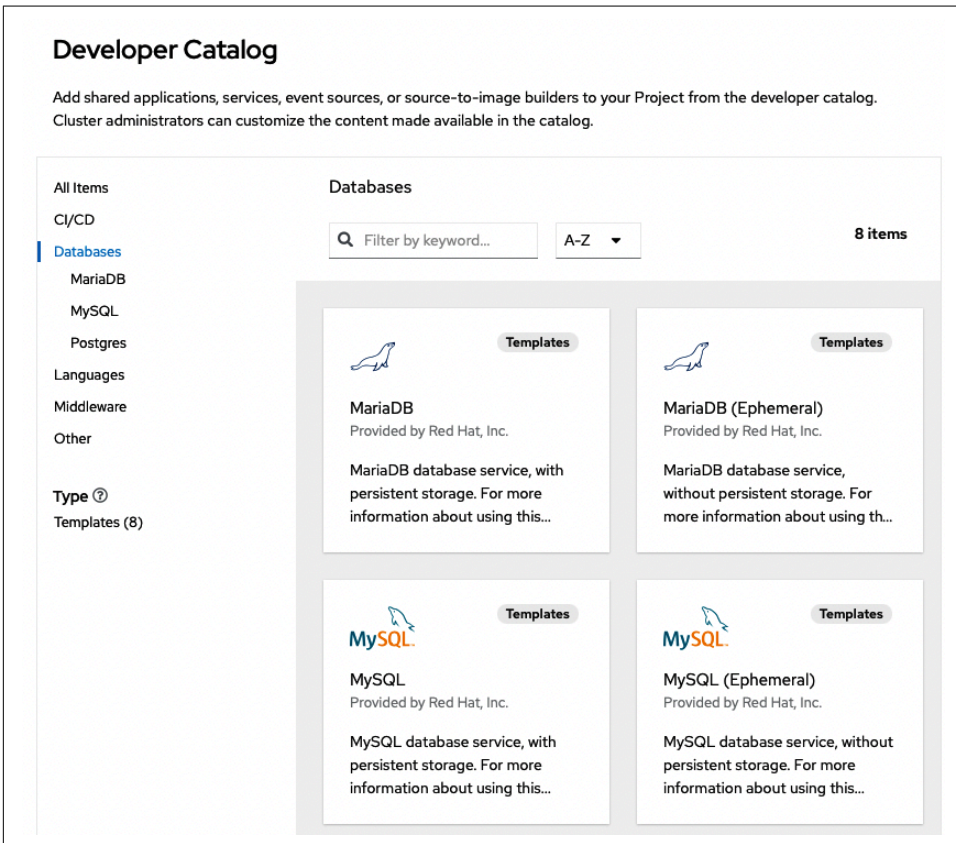 Developer Catalog
Add shared applications, services, event sources, or source-to-image builders to your Project from the developer catalog.
Cluster administrators can customize the content made available in the catalog.
All Items
CI/CD
Databases
MariaDB
MySQL
Postgres
Languages
Middleware
Other
Type
Templates (8)
Databases
Filter by keyword...
A-Z
8 items
Templates
MariaDB
Provided by Red Hat, Inc.
MariaDB database service, with
persistent storage. For more
information about using this...
Templates
MariaDB (Ephemeral)
Provided by Red Hat, Inc.
MariaDB database service,
without persistent storage. For
more information about using th...
Templates
MySQL
MySQL
Provided by Red Hat, Inc.
MySQL database service, with
persistent storage. For more
information about using this...
Templates
MySQL
MySQL (Ephemeral)
Provided by Red Hat, Inc.
MySQL database service, without
persistent storage. For more
information about using this...